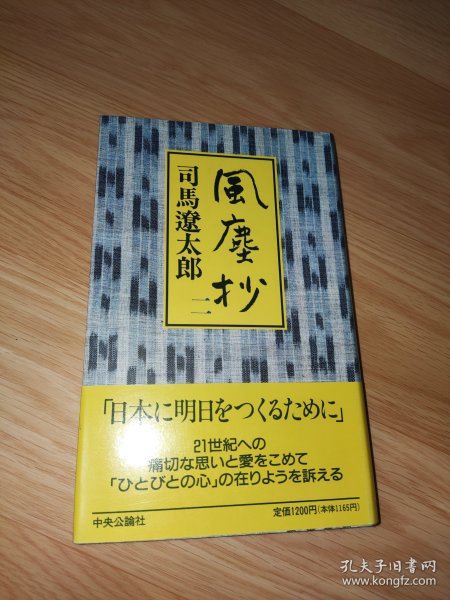 風塵抄
二
司馬遼太郎
「日本に明日をつくるために」
21世紀への
痛切な思いと愛をこめて
「ひとびとの心」の在りようを訴える
中央公論社
定価1200円(本体1165円)
孔夫子旧书网
www.kongfz.com